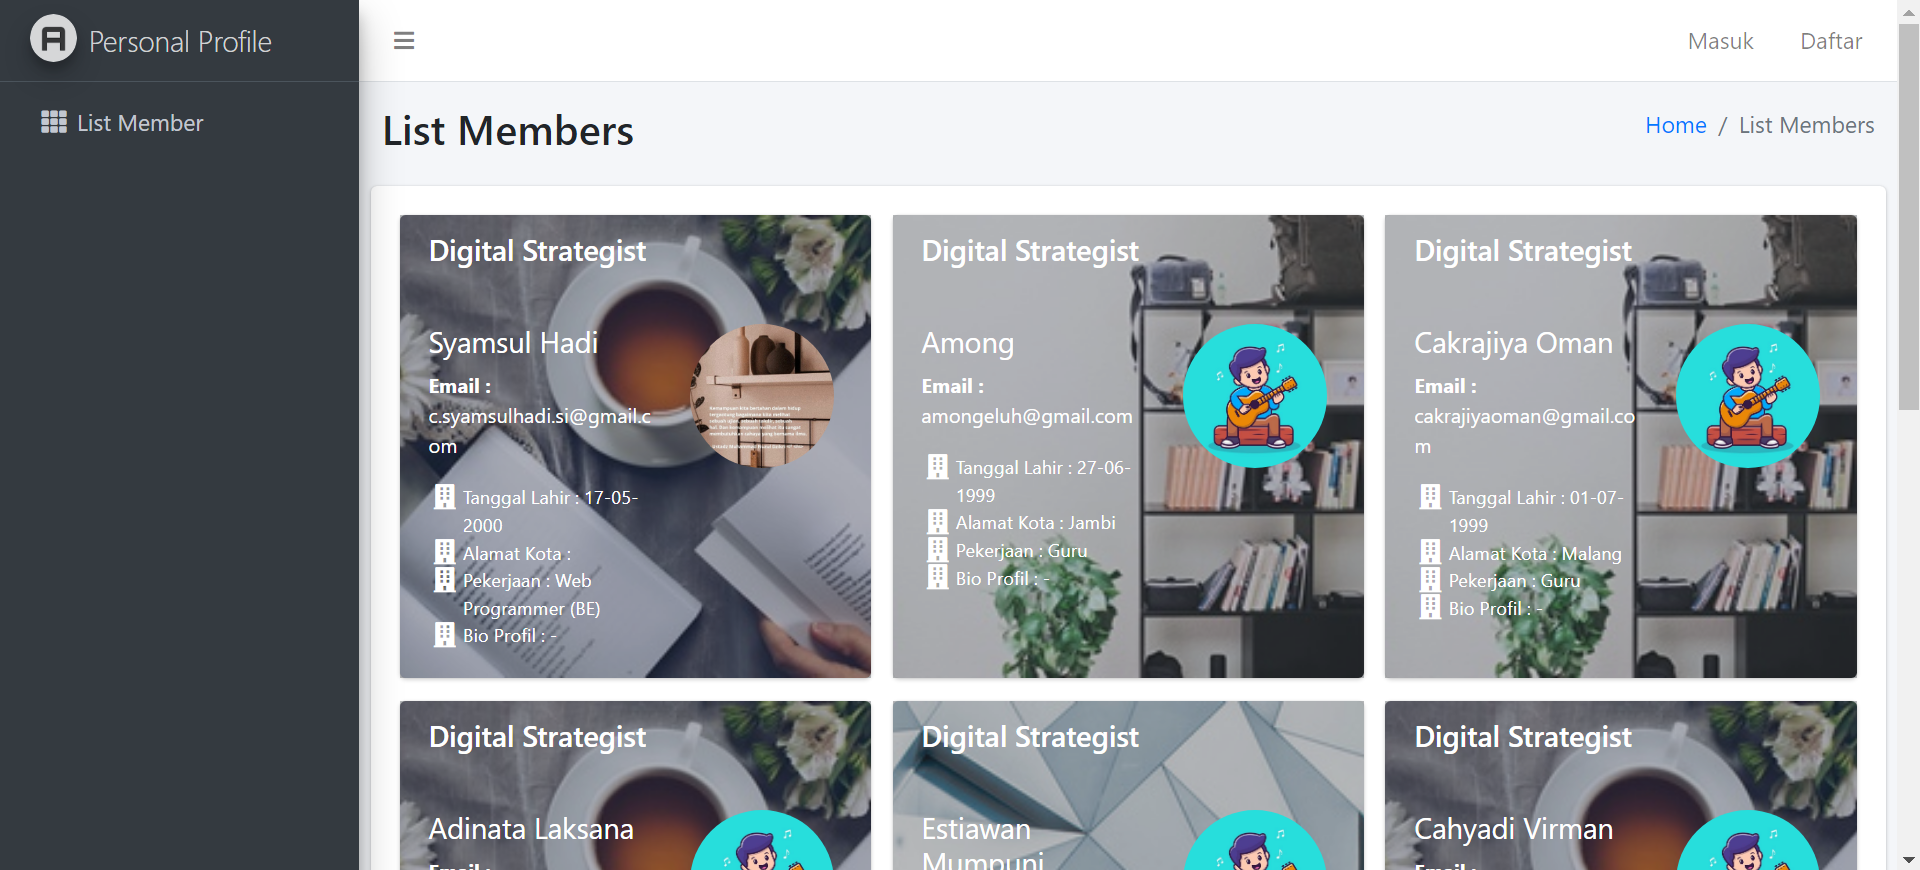 Personal Profile
Masuk
Daftar
List Member
List Members
Home / List Members
Digital Strategist
Syamsul Hadi
Email :
c.syamsulhadi.si@gmail.c
om
Tanggal Lahir : 17-05-
2000
Alamat Kota :
Pekerjaan : Web
Programmer (BE)
Bio Profil : -
Digital Strategist
Among
Email :
amongeluh@gmail.com
Tanggal Lahir : 27-06-
1999
Alamat Kota : Jambi
Pekerjaan : Guru
Bio Profil : -
Digital Strategist
Cakrajiya Oman
Email :
cakrajiyaoman@gmail.co
m
Tanggal Lahir : 01-07-
1999
Alamat Kota : Malang
Pekerjaan : Guru
Bio Profil : -
Digital Strategist
Adinata Laksana
Email :
Digital Strategist
Estiawan
Mumpuni
Digital Strategist
Cahyadi Virman
Email :